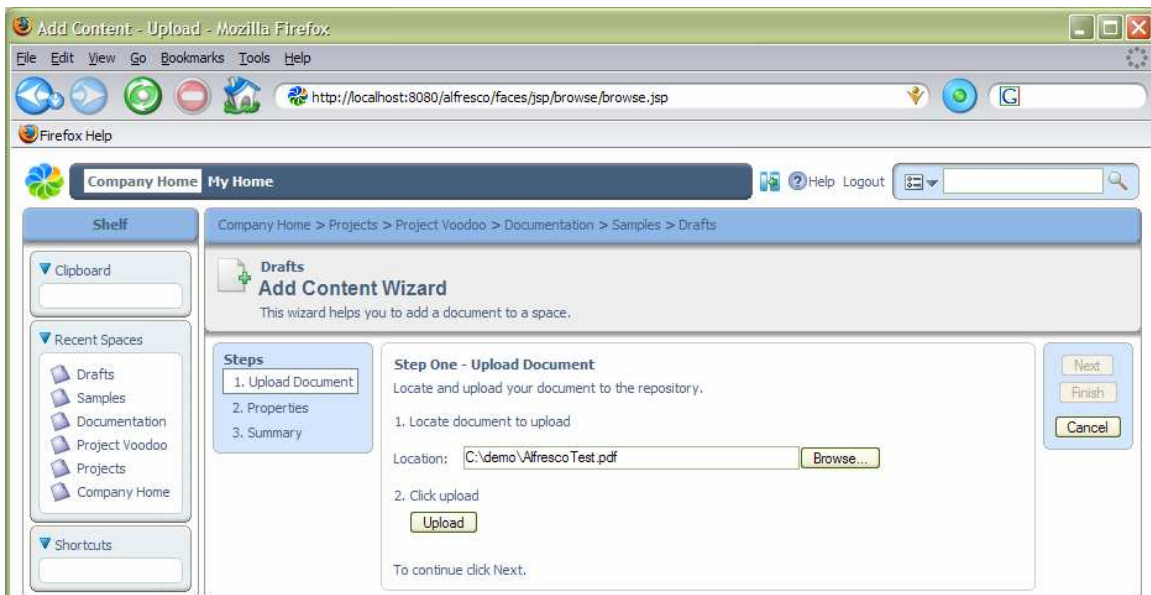 Add Content - Upload - Mozilla Firefox
File Edit View Go Bookmarks Tools Help
http://localhost:8080/alfresco/faces/jsp/browse/browse.jsp
G
Firefox Help
Company Home My Home
Help Logout
Shelf
Company Home > Projects > Project Voodoo > Documentation > Samples > Drafts
Clipboard
Recent Spaces
Drafts
Samples
Documentation
Project Voodoo
Projects
Company Home
Shortcuts
Drafts
Add Content Wizard
This wizard helps you to add a document to a space.
Steps
1. Upload Document
2. Properties
3. Summary
Step One - Upload Document
Locate and upload your document to the repository.
1. Locate document to upload
Location: C:\demo\AlfrescoTest.pdf Browse...
2. Click upload
Upload
To continue click Next.
Next
Finish
Cancel